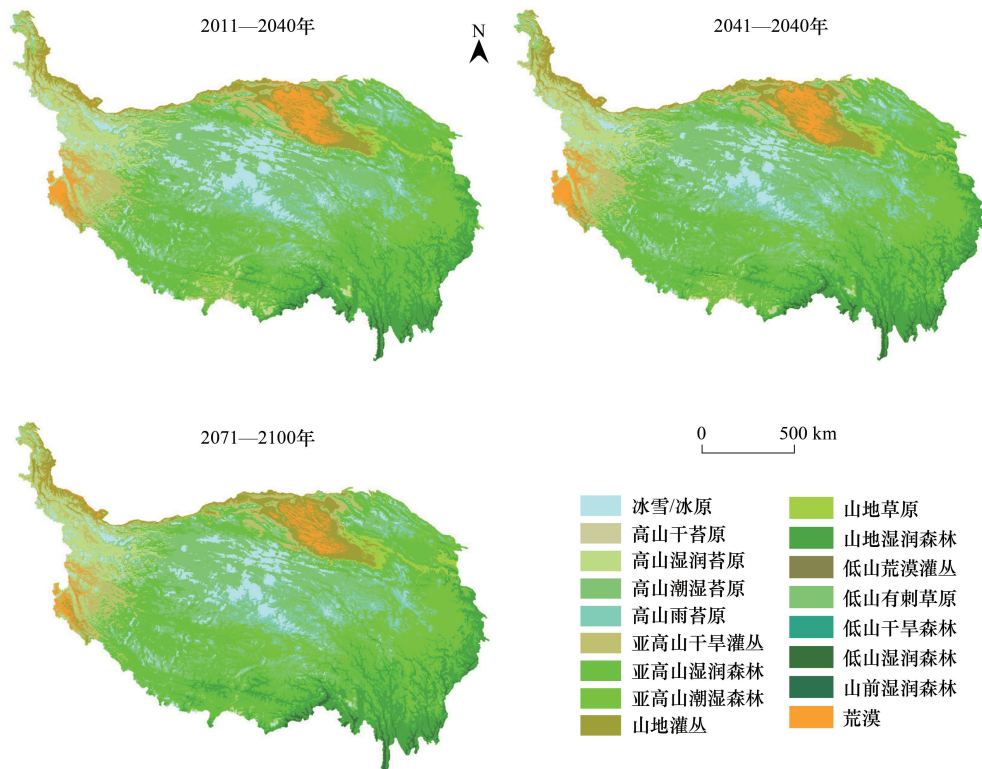 2011—2040年
N
2041—2040年
2071—2100年
0 500 km
冰雪/冰原
高山干苔原
高山湿润苔原
高山潮湿苔原
高山雨苔原
亚高山干旱灌丛
亚高山湿润森林
亚高山潮湿森林
山地灌丛
山地草原
山地湿润森林
低山荒漠灌丛
低山有刺草原
低山干旱森林
低山湿润森林
山前湿润森林
荒漠